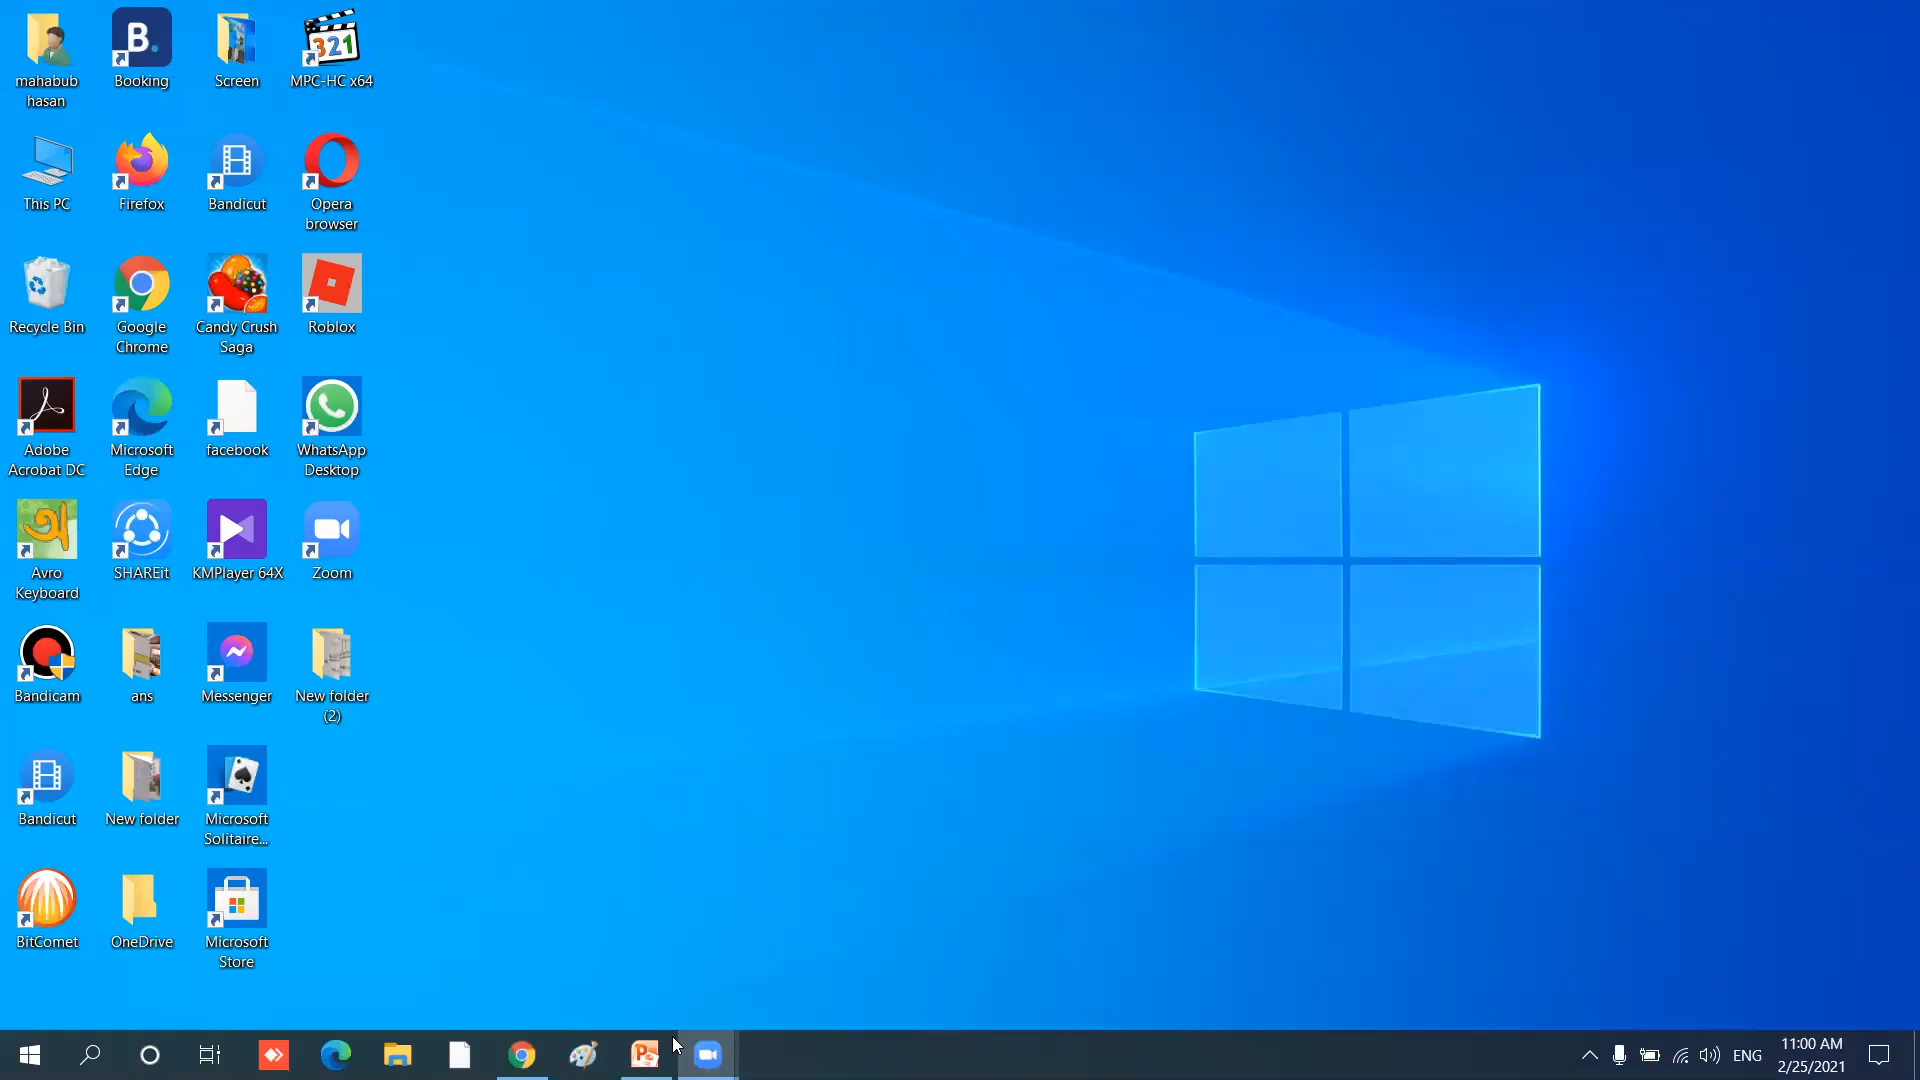 mahabub
hasan
Booking
Screen
MPC-HC x64
This PC
Firefox
Bandicut
Opera
browser
Recycle Bin
Google
Chrome
Candy Crush
Saga
Roblox
Adobe
Acrobat DC
Microsoft
Edge
facebook
WhatsApp
Desktop
Avro
Keyboard
SHAREit
KMPlayer 64X
Zoom
Bandicam
ans
Messenger
New folder
(2)
Bandicut
New folder
Microsoft
Solitaire...
BitComet
OneDrive
Microsoft
Store
B.
321
অ
P
ENG
11:00 AM
2/25/2021